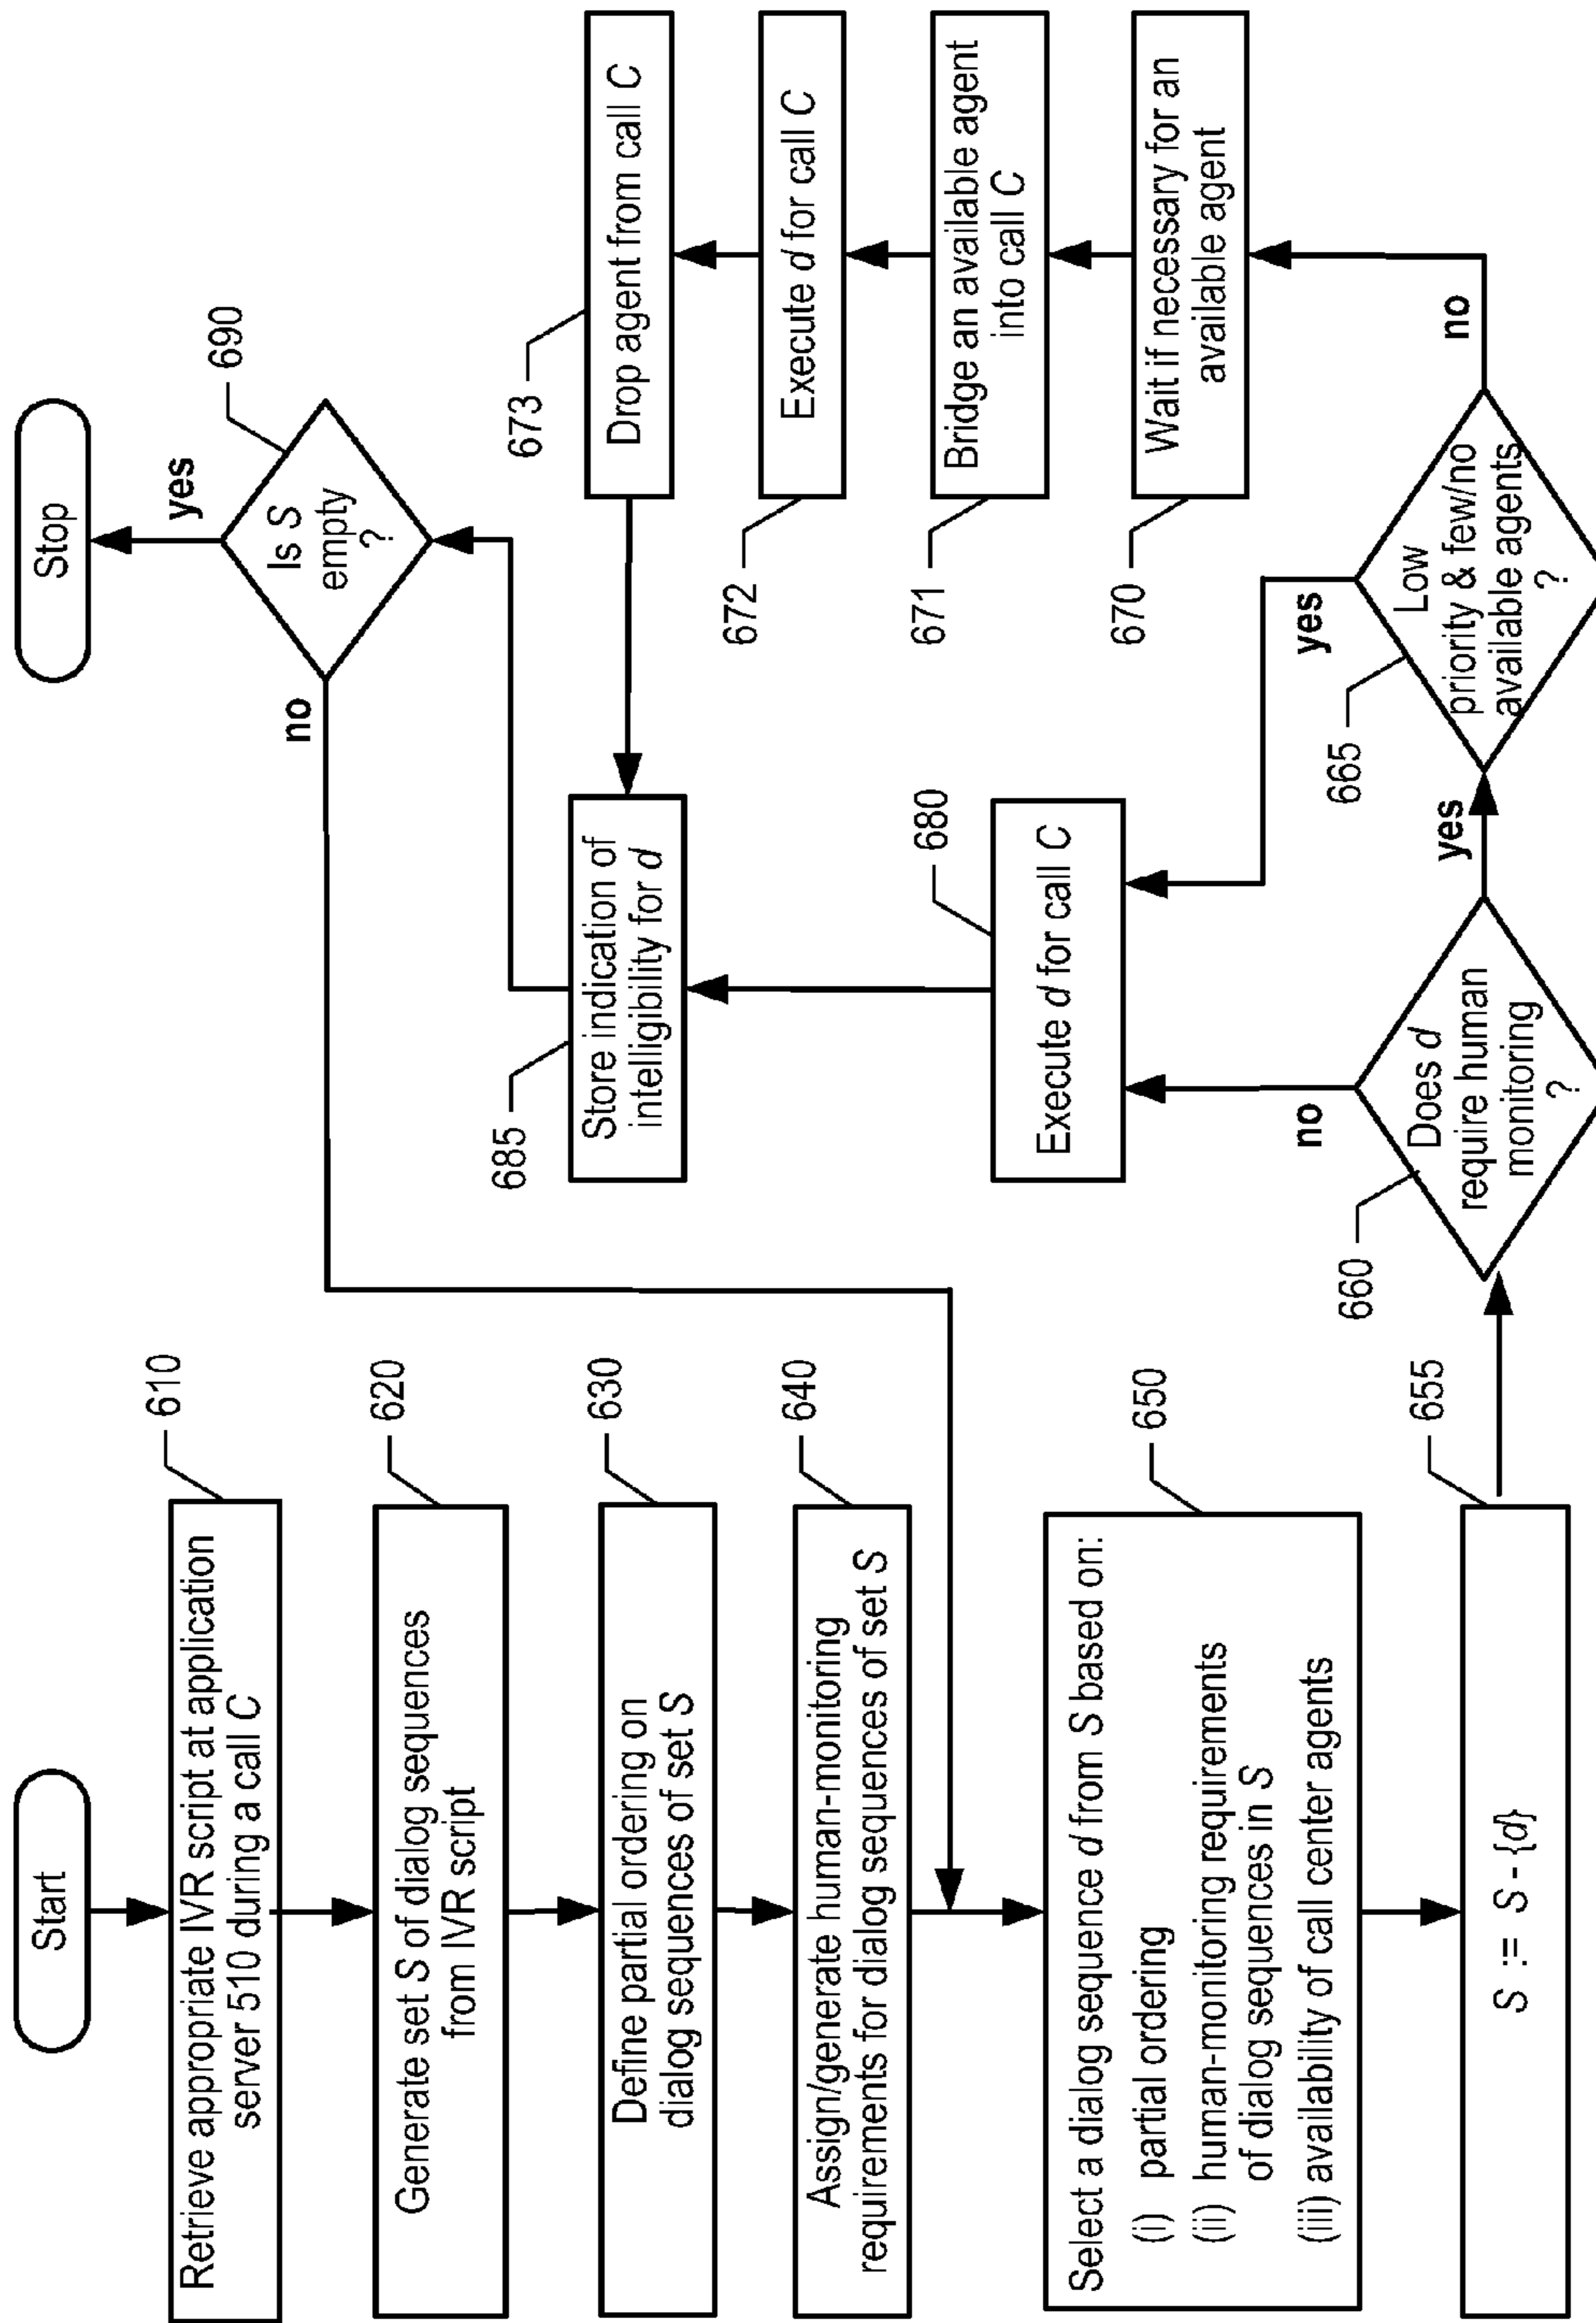 Start
Retrieve appropriate IVR script at application
server 510 during a call C
610
Generate set S of dialog sequences
from IVR script
620
Define partial ordering on
dialog sequences of set S
630
Assign/generate human-monitoring
requirements for dialog sequences of set S
640
Select a dialog sequence d from S based on:
(i) partial ordering
(ii) human-monitoring requirements
of dialog sequences in S
(iii) availability of call center agents
650
S := S - {d}
655
Does d
require human
monitoring
?
660
no
yes
Low
priority & few/no
available agents
?
665
yes
no
Execute d for call C
680
Store indication of
intelligibility for d
685
Wait if necessary for an
available agent
670
Bridge an available agent
into call C
671
Execute d for call C
672
Drop agent from call C
673
Is S
empty
?
690
no
yes
Stop